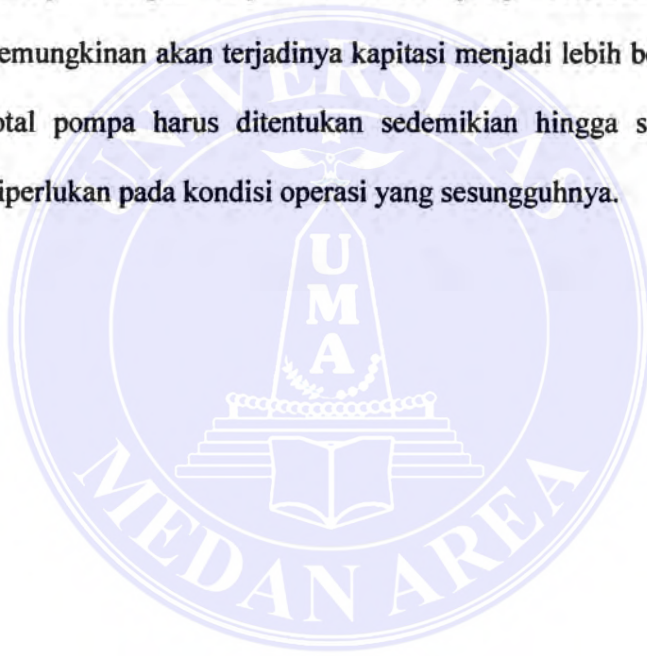 emungkinan akan terjadinya kapitasi menjadi lebih b
otal pompa harus ditentukan sedemikian hingga s
iperlukan pada kondisi operasi yang sesungguhnya.
UNIVERSITAS
UMA
MEDAN AREA